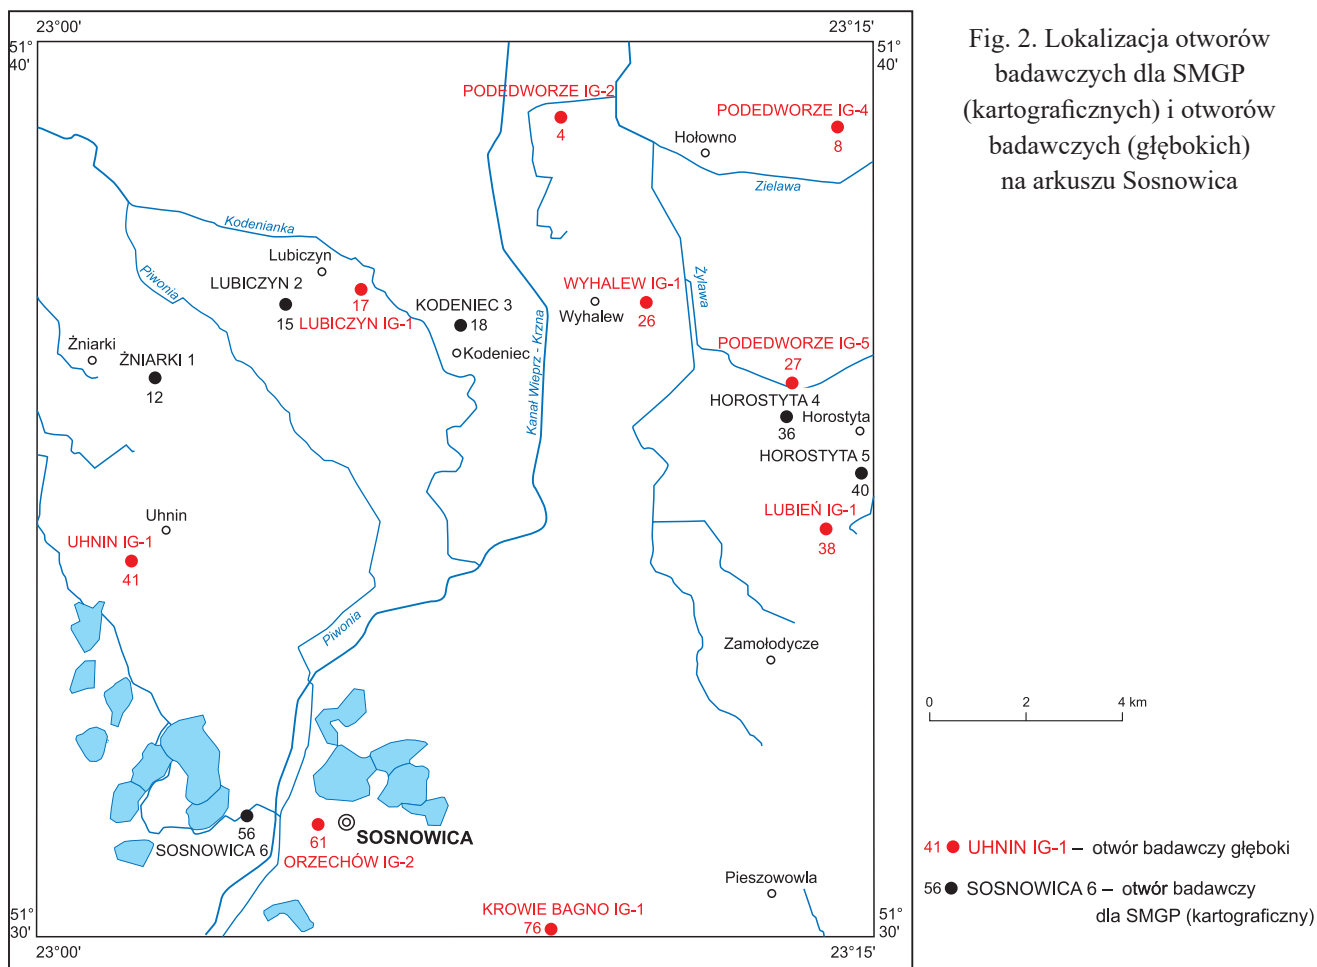 23°00'
23°15'
51°
40'
51°
40'
Fig. 2. Lokalizacja otworów
badawczych dla SMGP
(kartograficznych) i otworów
badawczych (głębokich)
na arkuszu Sosnowica
PODEDWORZE IG-2
4
PODEDWORZE IG-4
8
Hołowno
Zielawa
Kodenianka
Lubiczyn
Piwonia
LUBICZYN 2
15
17
LUBICZYN IG-1
KODENIEC 3
18
Kodeniec
WYHALEW IG-1
26
Wyhalew
Żylawa
Kanał Wieprz - Krzna
Żniarki
ŻNIARKI 1
12
PODEDWORZE IG-5
27
HOROSTYTA 4
36
Horostyta
HOROSTYTA 5
40
LUBIEŃ IG-1
38
Uhnin
UHNIN IG-1
41
Piwonia
Zamołodycze
0
2
4 km
56
SOSNOWICA 6
61
ORZECHÓW IG-2
SOSNOWICA
Pieszowowla
KROWIE BAGNO IG-1
76
41 UHNIN IG-1 – otwór badawczy głęboki
56 SOSNOWICA 6 – otwór badawczy
dla SMGP (kartograficzny)
51°
30'
51°
30'
23°00'
23°15'